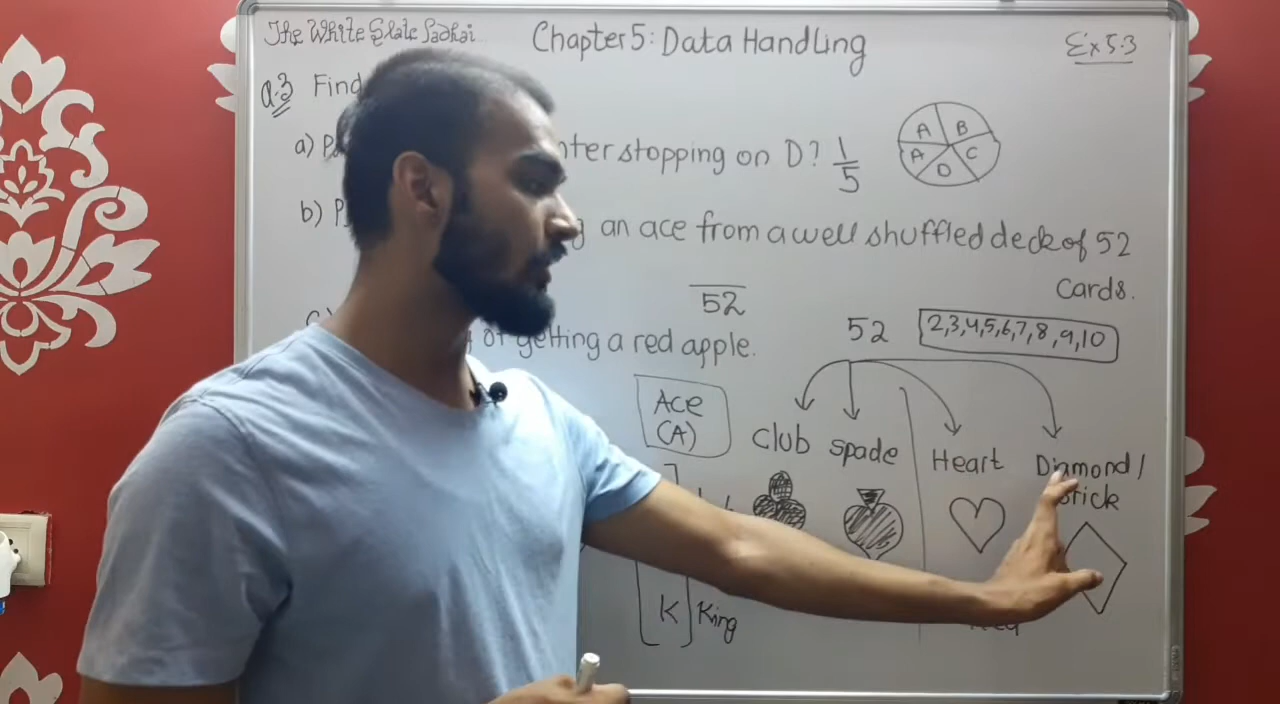 The White Slate Padhai
Chapter 5: Data Handling
Ex 5.3
Q.3 Find
a) P
stopping on D? 1/5
A B
A D C
b) P
an ace from a well shuffled deck of 52
cards.
52
of getting a red apple.
52
2,3,4,5,6,7,8,9,10
Ace
(A)
club spade Heart Diamond/
K King